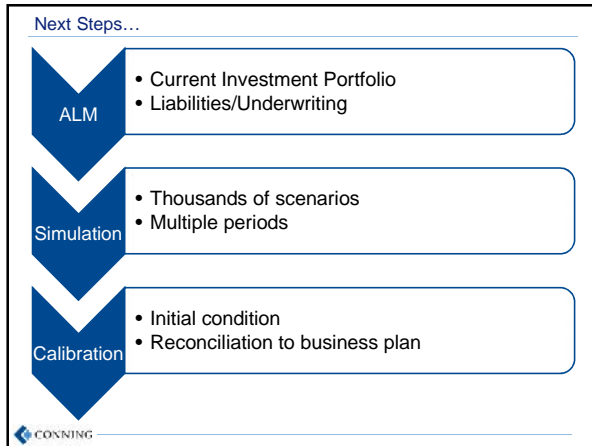 Next Steps…
ALM
• Current Investment Portfolio
• Liabilities/Underwriting
Simulation
• Thousands of scenarios
• Multiple periods
Calibration
• Initial condition
• Reconciliation to business plan
CONNING